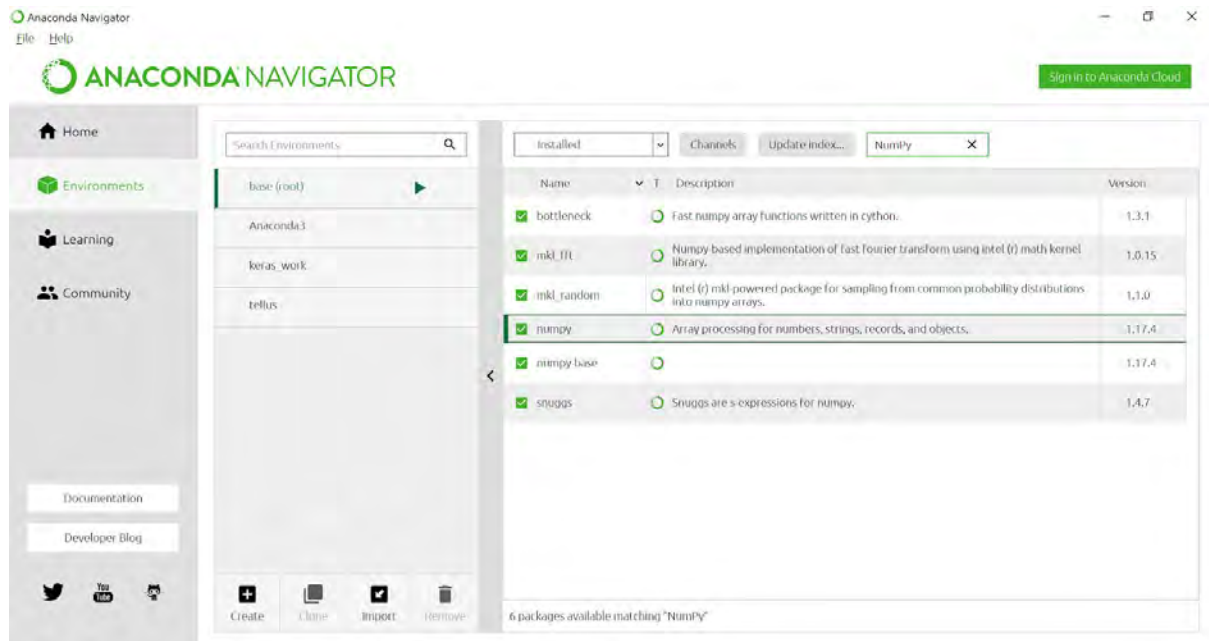 Anaconda Navigator
File Help
ANACONDA NAVIGATOR
Sign in to Anaconda Cloud
Home
Environments
Learning
Community
Documentation
Developer Blog
You
Tube
Search Environments
base (root)
Anaconda3
keras_work
tellus
Create Clone Import Remove
Installed Channels Update index... NumPy
Name T Description Version
bottleneck Fast numpy array functions written in cython. 1.3.1
mkl_fft Numpy-based implementation of fast fourier transform using intel (r) math kernel
library. 1.0.15
mkl_random Intel (r) mkl-powered package for sampling from common probability distributions
into numpy arrays. 1.1.0
numpy Array processing for numbers, strings, records, and objects. 1.17.4
numpy-base 1.17.4
snuggs Snuggs are s-expressions for numpy. 1.4.7
6 packages available matching "NumPy"